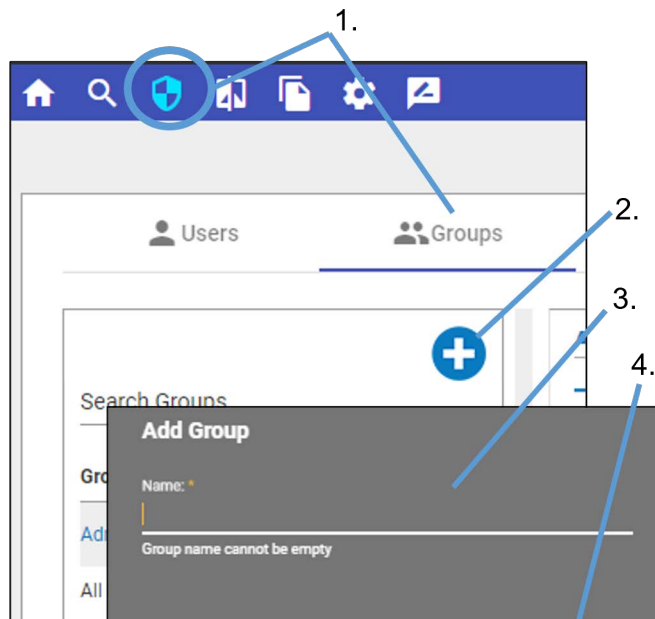 1.
Users
Groups
2.
3.
4.
Search Groups
Add Group
Name: *
Group name cannot be empty
All